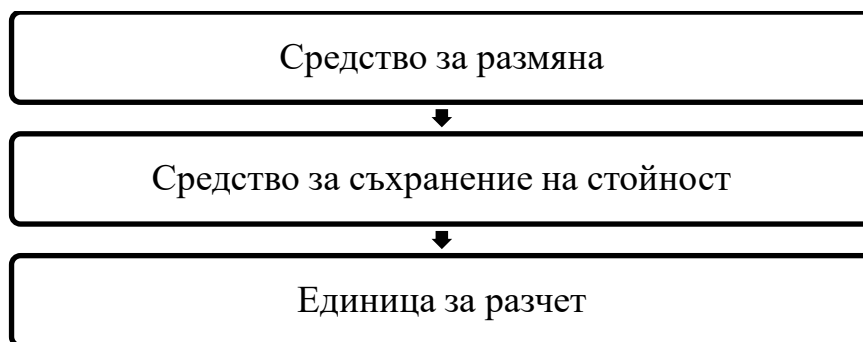 Средство за размяна
Средство за съхранение на стойност
Единица за разчет